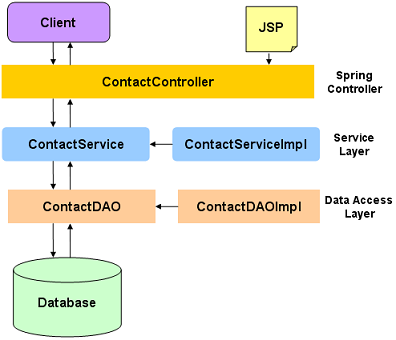 Client
JSP
ContactController
Spring
Controller
ContactService
ContactServiceImpl
Service
Layer
ContactDAO
ContactDAOImpl
Data Access
Layer
Database